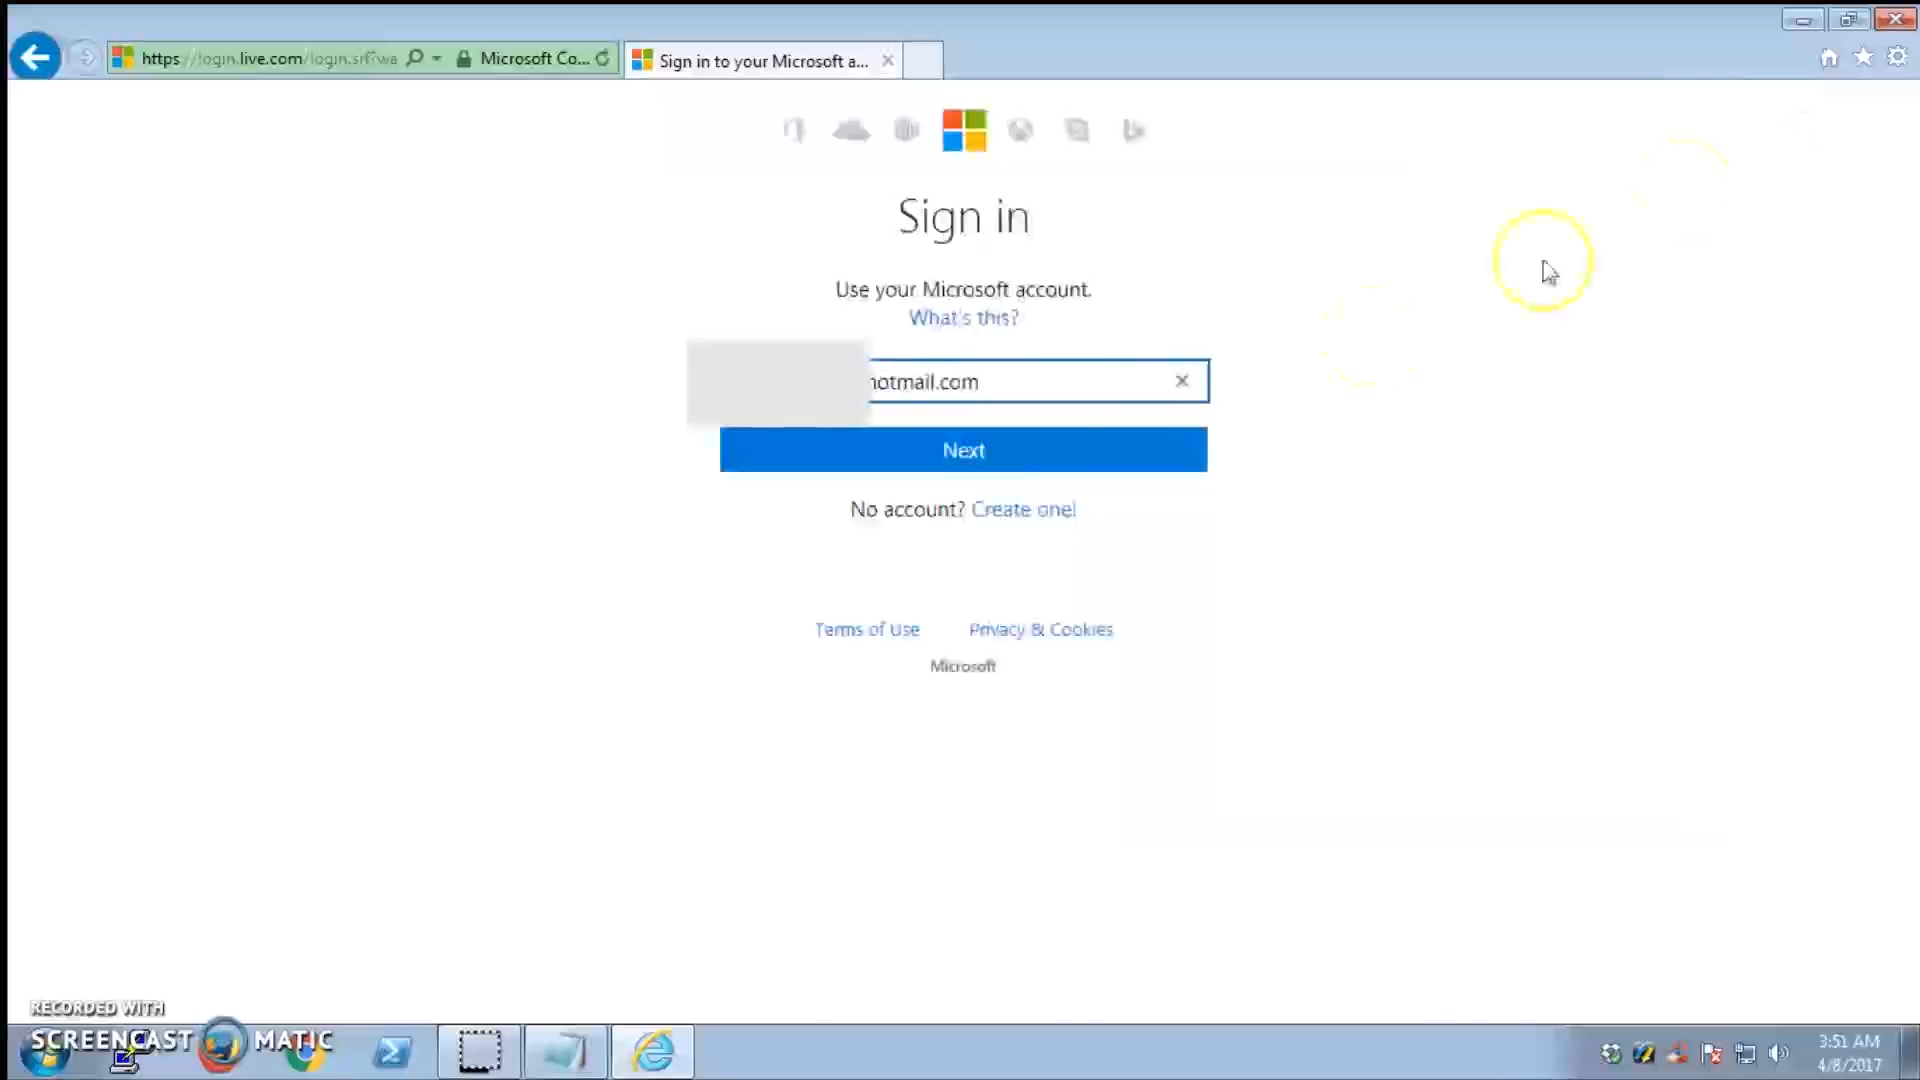 https://login.live.com/login.srf?wa
Microsoft Co...
Sign in to your Microsoft a...
Sign in
Use your Microsoft account.
What's this?
hotmail.com
Next
No account? Create one!
Terms of Use Privacy & Cookies
Microsoft
RECORDED WITH
SCREENCAST MATIC
3:51 AM
4/8/2017